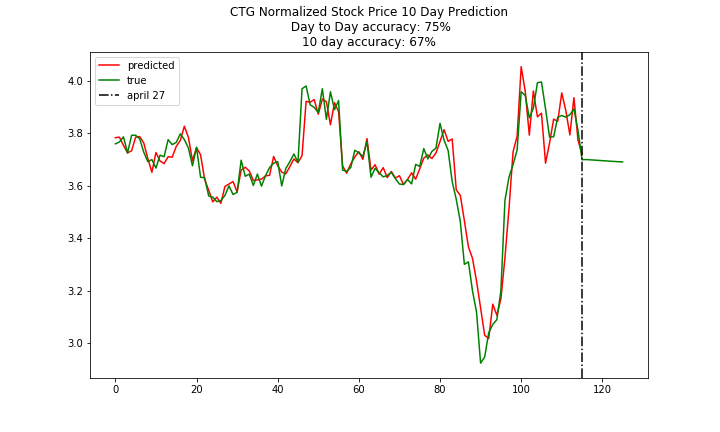 CTG Normalized Stock Price 10 Day Prediction
Day to Day accuracy: 75%
10 day accuracy: 67%
predicted
true
april 27
4.0
3.8
3.6
3.4
3.2
3.0
0 20 40 60 80 100 120